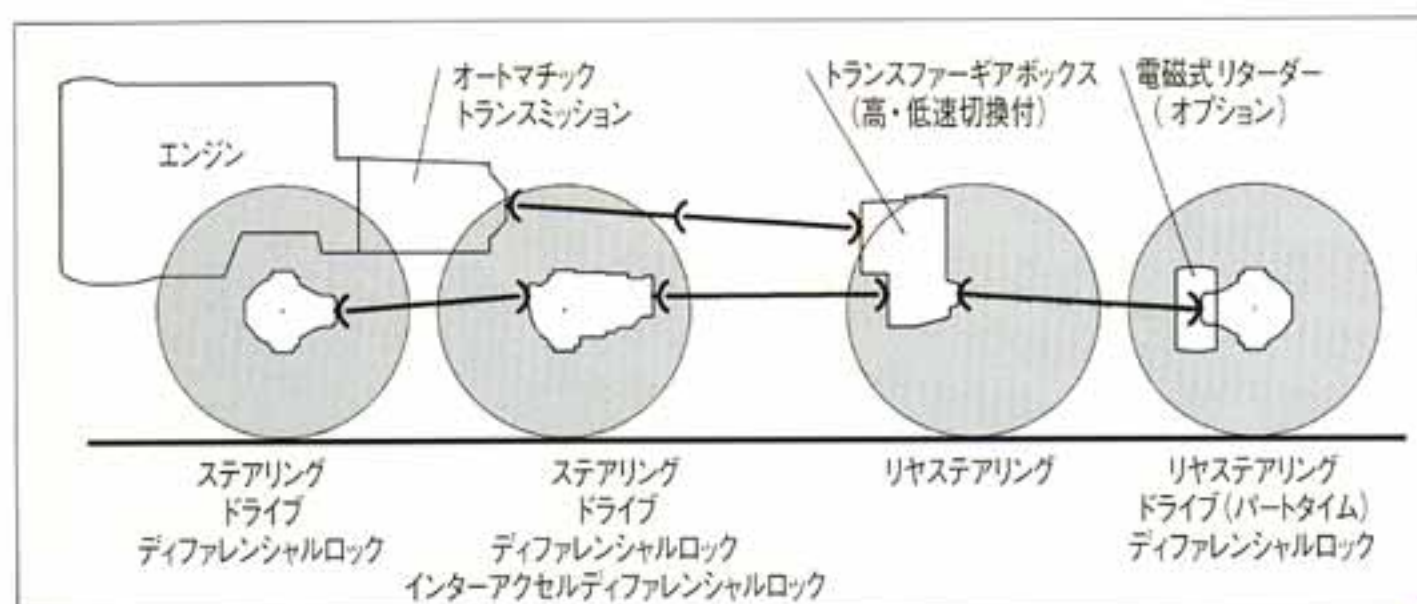 オートマチック
トランスミッション
トランスファーギアボックス
(高・低速切換付)
電磁式リターダー
(オプション)
エンジン
ステアリング
ドライブ
ディファレンシャルロック
ステアリング
ドライブ
ディファレンシャルロック
インターアクセルディファレンシャルロック
リヤステアリング
リヤステアリング
ドライブ(パートタイム)
ディファレンシャルロック